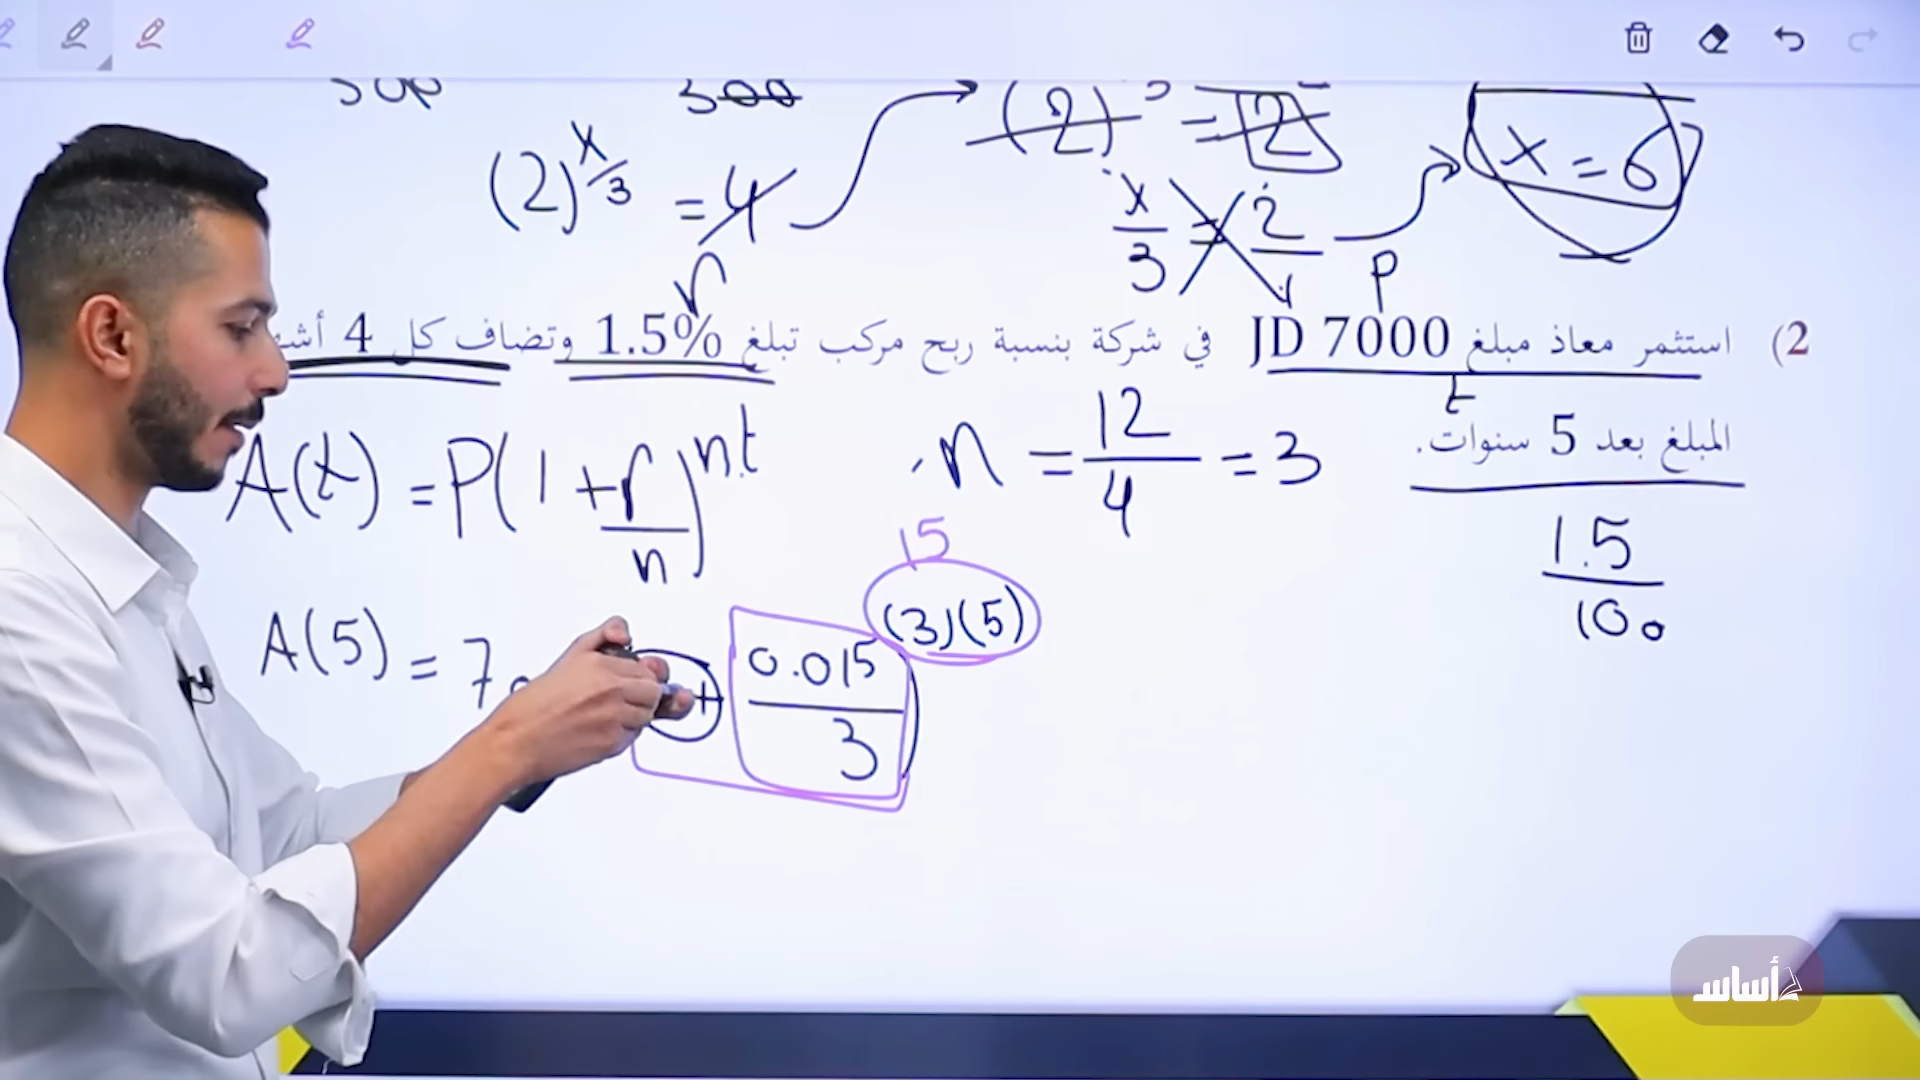 (2)^x/3 = 4
(2) = 2
x/3 = 2/1
x = 6
r
P
2) استثمر معاذ مبلغ JD 7000 في شركة بنسبة ربح مركب تبلغ 1.5% وتضاف كل 4
t
المبلغ بعد 5 سنوات.
A(t) = P(1 + r/n)^nt
n = 12/4 = 3
1.5/100
15
A(5) = 7 + 0.015/3)^(3)(5)
أساس